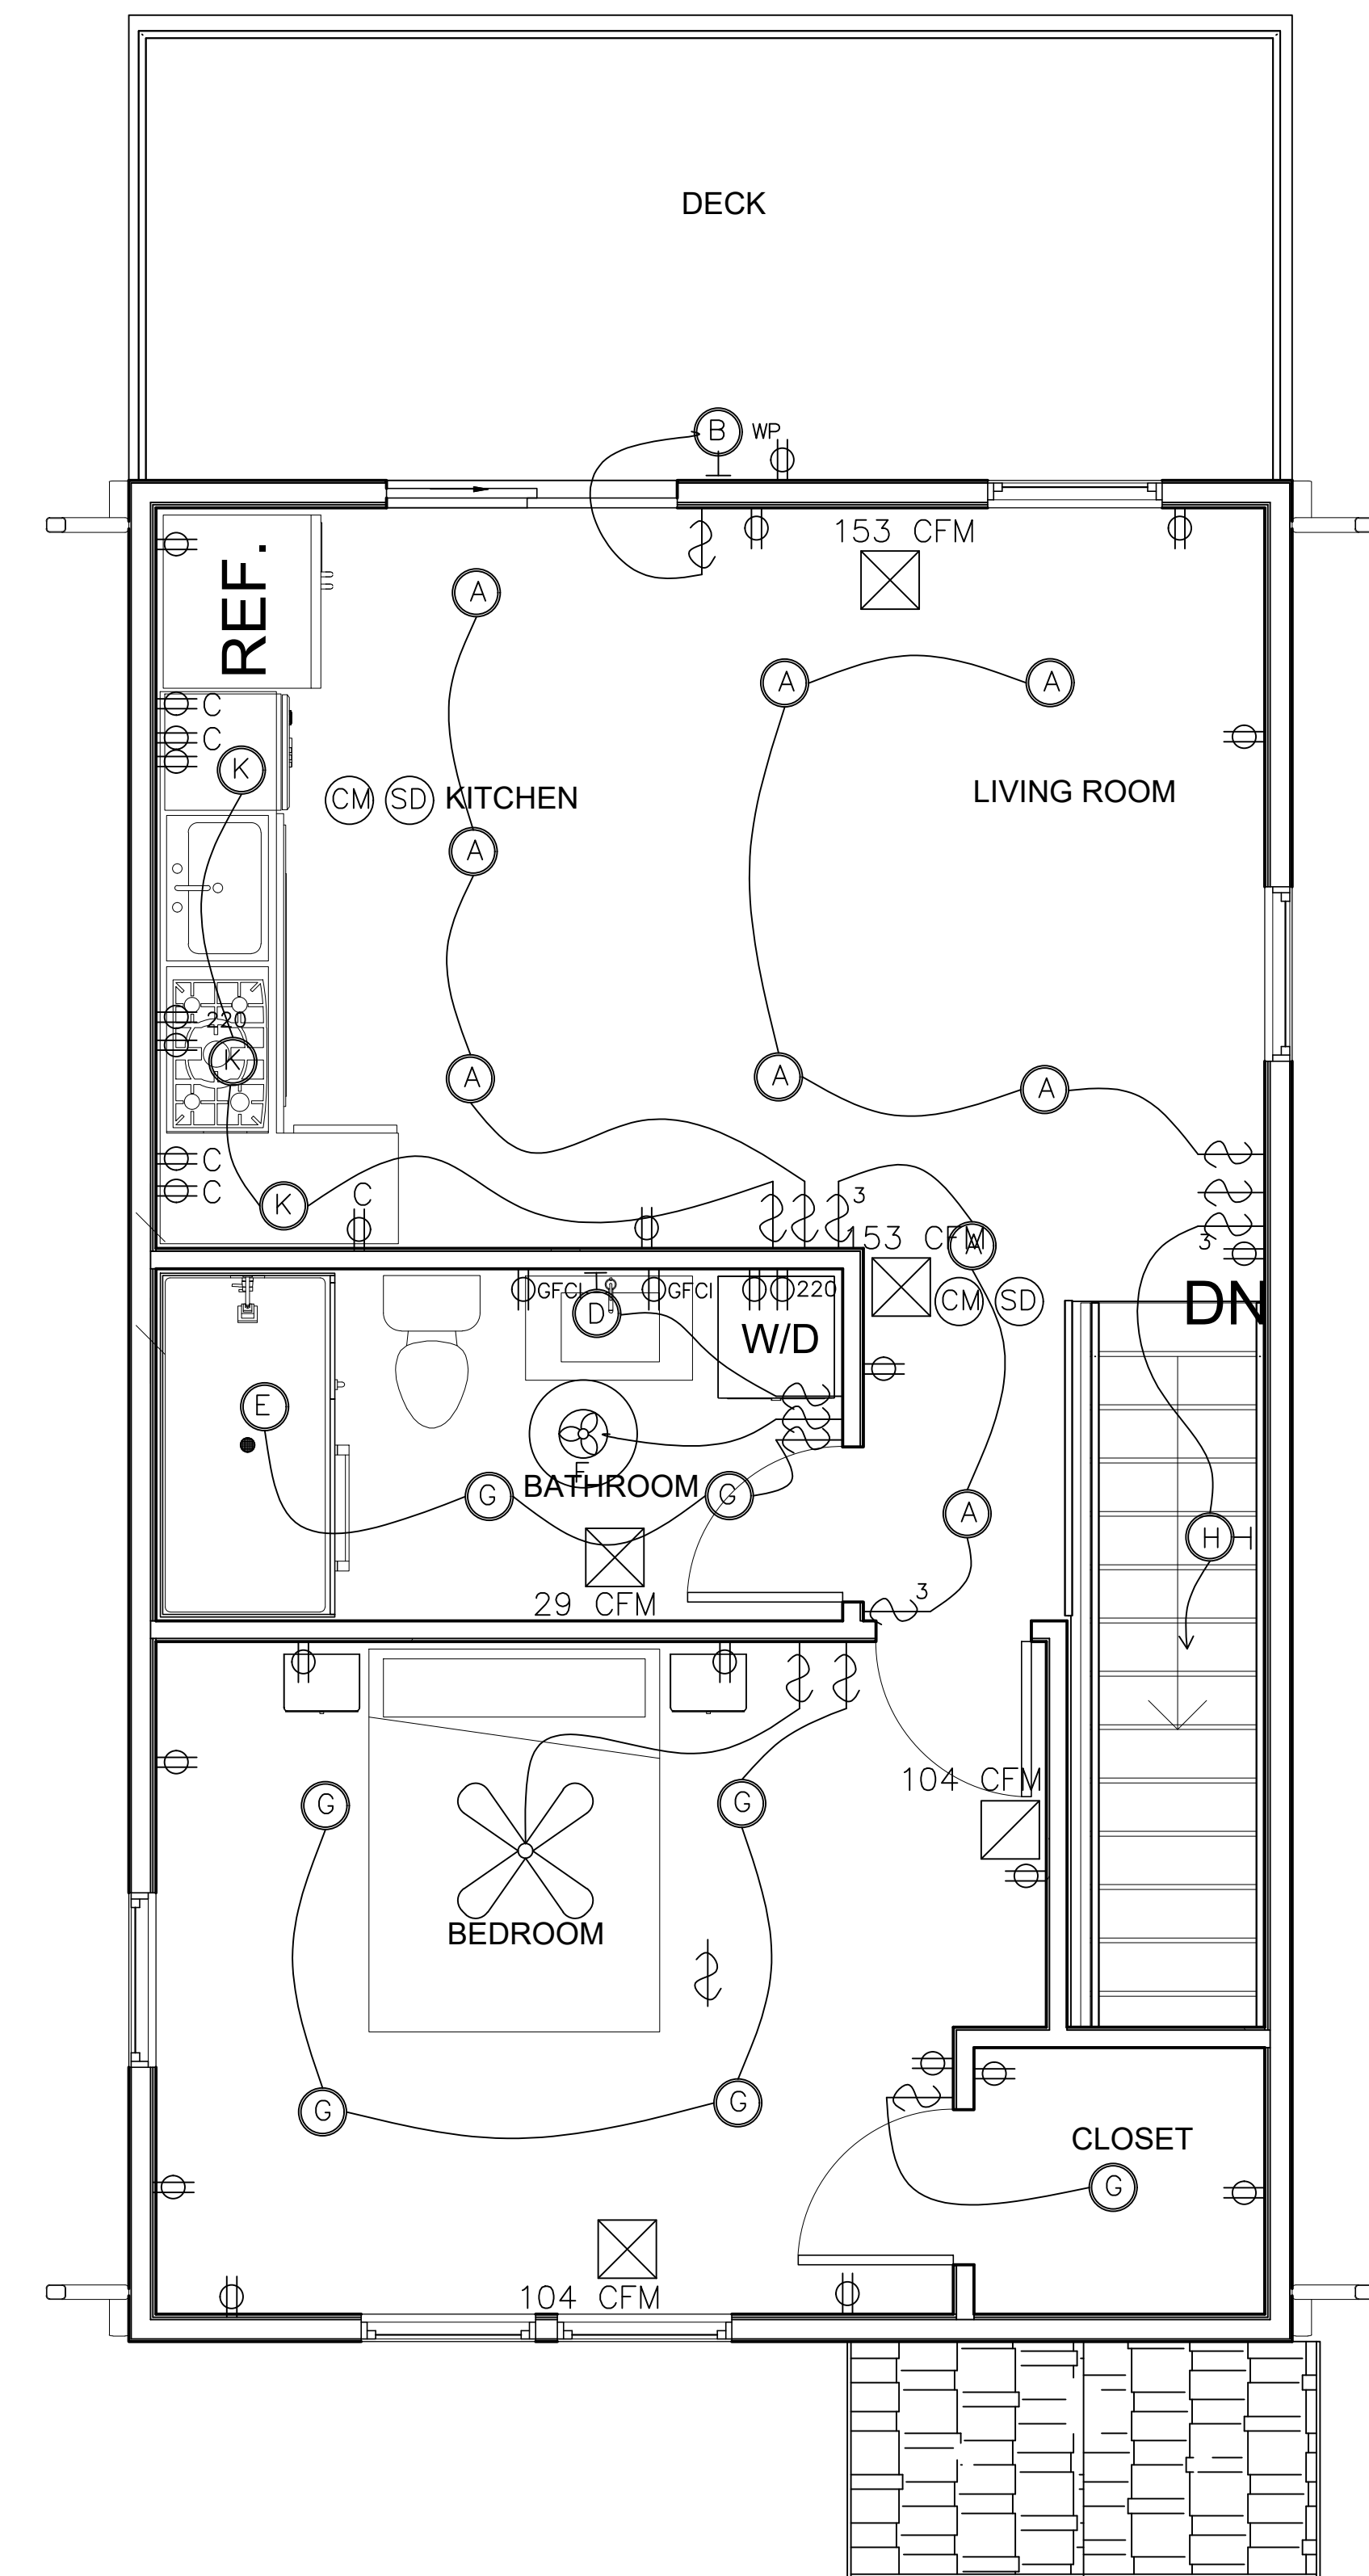 DECK
B WP
153 CFM
REF.
A
A A
C
C
K
CM SD KITCHEN
LIVING ROOM
A
220
K
A
A
A
C
C
K
C
3
153 CFM
A
3
GFCI
GFCI
220
D
CM SD
DN
W/D
E
F
BATHROOM
G
G
A
H
29 CFM
3
104 CFM
G
G
BEDROOM
G
G
CLOSET
G
104 CFM